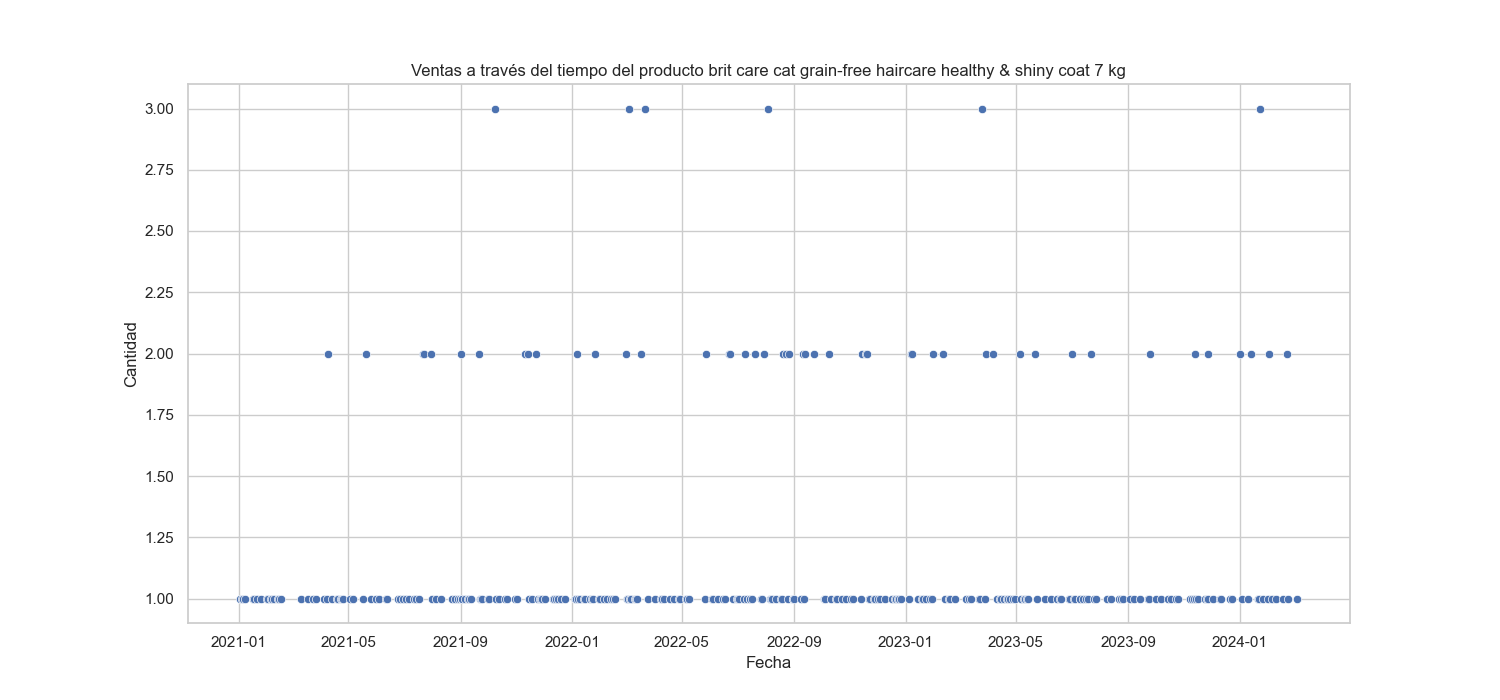 Ventas a través del tiempo del producto brit care cat grain-free haircare healthy & shiny coat 7 kg
3.00
2.75
2.50
2.25
2.00
1.75
1.50
1.25
1.00
Cantidad
2021-01 2021-05 2021-09 2022-01 2022-05 2022-09 2023-01 2023-05 2023-09 2024-01
Fecha